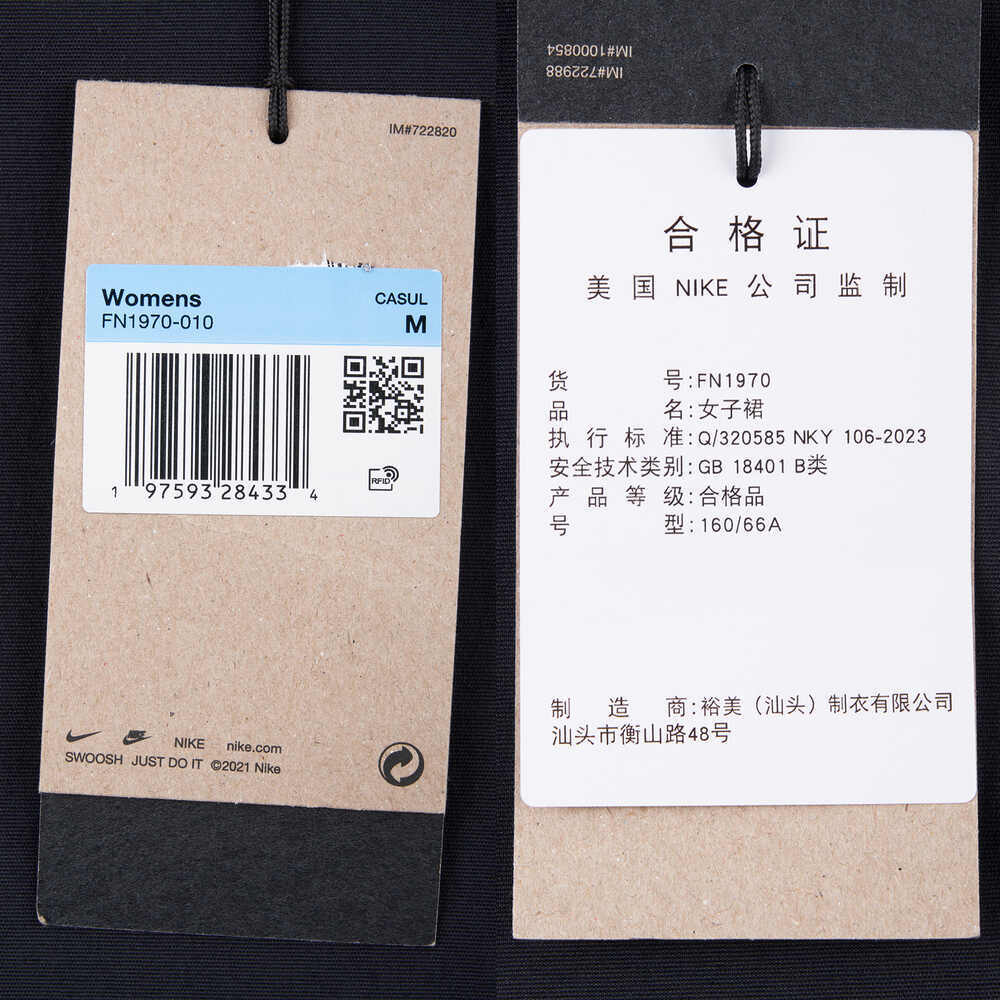 IM#722820
Womens
FN1970-010
CASUL
M
1 97593 28433 4
RFID
NIKE nike.com
SWOOSH JUST DO IT ©2021 Nike
IM#1000854
IM#722988
合格证
美国NIKE公司监制
货号:FN1970
品名:女子裙
执行标准:Q/320585 NKY 106-2023
安全技术类别:GB 18401 B类
产品等级:合格品
号型:160/66A
制造商:裕美（汕头）制衣有限公司
汕头市衡山路48号